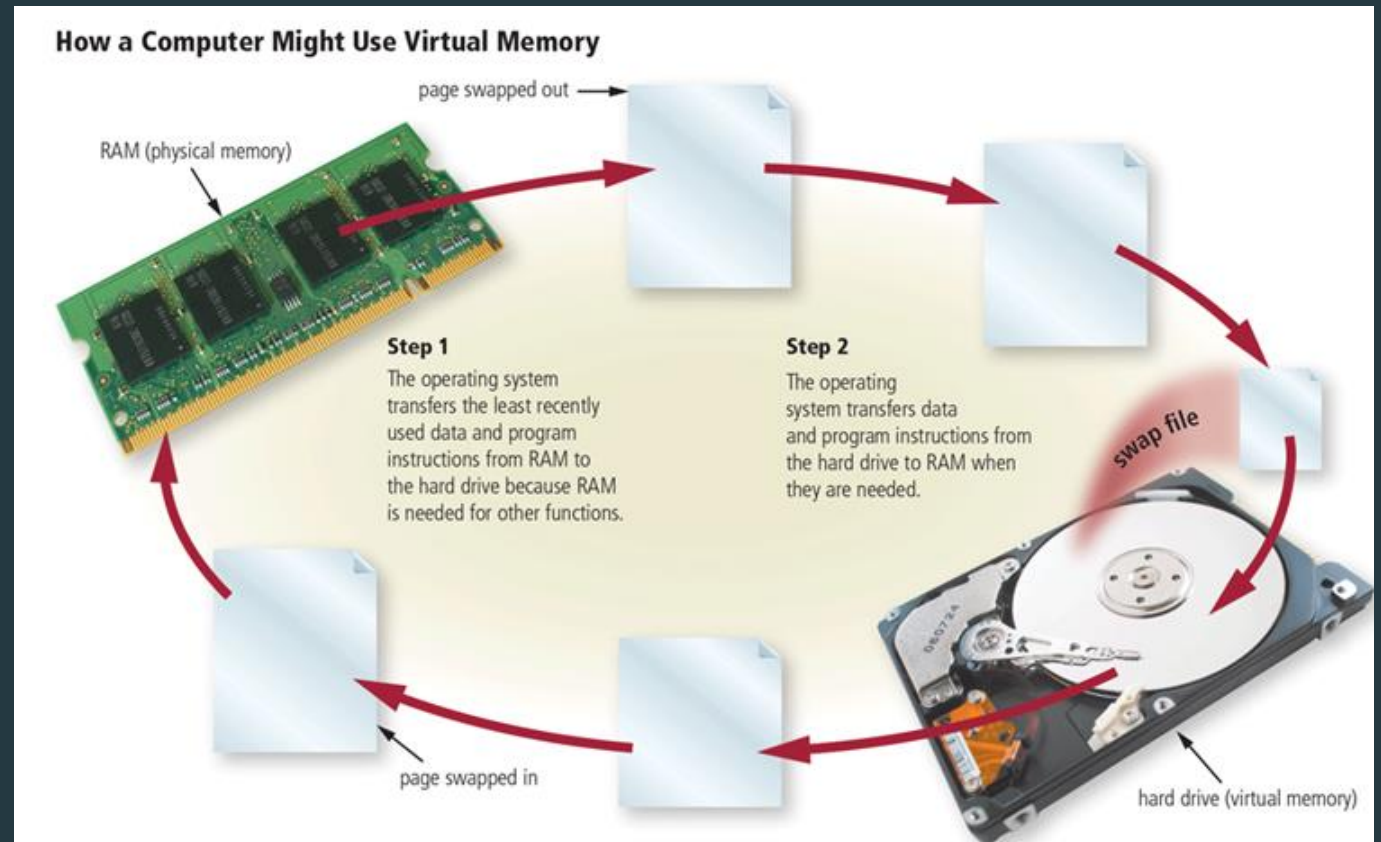 How a Computer Might Use Virtual Memory
page swapped out
RAM (physical memory)
Step 1
The operating system
transfers the least recently
used data and program
instructions from RAM to
the hard drive because RAM
is needed for other functions.
Step 2
The operating
system transfers data
and program instructions from
the hard drive to RAM when
they are needed.
swap file
080724
page swapped in
hard drive (virtual memory)